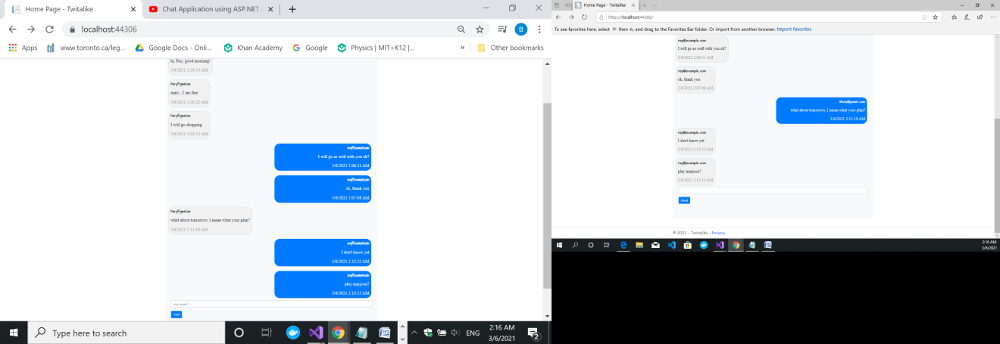 Home Page - Twitalike
Chat Application using ASP.NET
localhost:44306
B
Apps
www.toronto.ca/leg...
Google Docs - Onli...
Khan Academy
Google
Physics | MIT+K12 |...
»
Other bookmarks
hi, Ray, good morning!
3/6/2021 1:59:15 AM
Mary@gmail.com
mary , I am fine
3/6/2021 2:00:22 AM
Mary@gmail.com
I will go shopping
3/6/2021 2:03:12 AM
ray@example.com
I will go as well with you ok?
3/6/2021 2:06:31 AM
ray@example.com
ok, thank you
3/6/2021 2:07:08 AM
Mary@gmail.com
what about tomorrow, I mean what your plan?
3/6/2021 2:11:19 AM
ray@example.com
I don't know yet
3/6/2021 2:12:22 AM
ray@example.com
play marjoon?
3/6/2021 2:13:15 AM
Send
Type here to search
ENG
2:16 AM
3/6/2021
2
Home Page - Twitalike
https://localhost:44306/
To see favorites here, select ☆ then ☆, and drag to the Favorites Bar folder. Or import from another browser. Import favorites
ray@example.com
I will go as well with you ok?
3/6/2021 2:06:31 AM
ray@example.com
ok, thank you
3/6/2021 2:07:08 AM
Mary@gmail.com
what about tomorrow, I mean what your plan?
3/6/2021 2:11:19 AM
ray@example.com
I don't know yet
3/6/2021 2:12:22 AM
ray@example.com
play marjoon?
3/6/2021 2:13:15 AM
Send
© 2021 - Twitalike - Privacy
2:16 AM
3/6/2021